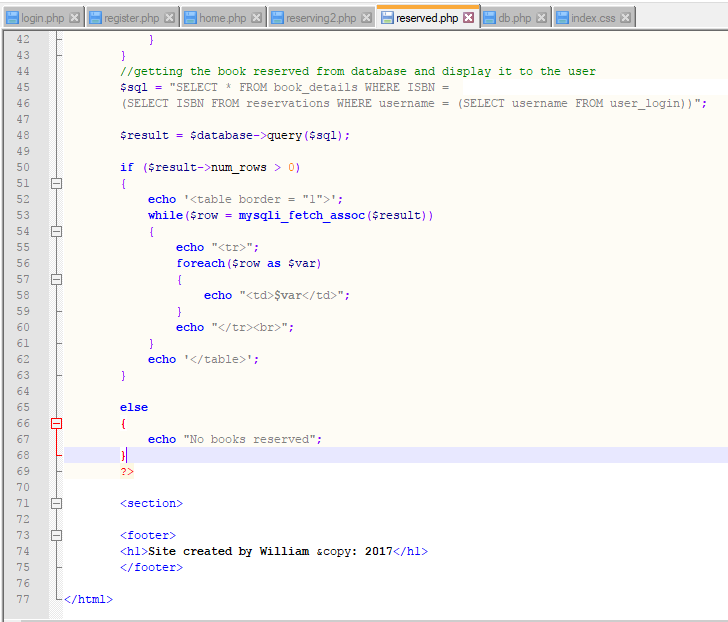 login.php register.php home.php reserving2.php reserved.php db.php index.css
42 }
43 }
44 //getting the book reserved from database and display it to the user
45 $sql = "SELECT * FROM book_details WHERE ISBN =
46 (SELECT ISBN FROM reservations WHERE username = (SELECT username FROM user_login))";
47
48 $result = $database->query($sql);
49
50 if ($result->num_rows > 0)
51 {
52 echo '<table border = "1">';
53 while($row = mysqli_fetch_assoc($result))
54 {
55 echo "<tr>";
56 foreach($row as $var)
57 {
58 echo "<td>$var</td>";
59 }
60 echo "</tr><br>";
61 }
62 echo '</table>';
63 }
64
65 else
66 {
67 echo "No books reserved";
68 }
69 ?>
70
71 <section>
72
73 <footer>
74 <h1>Site created by William &copy: 2017</h1>
75 </footer>
76
77 </html>